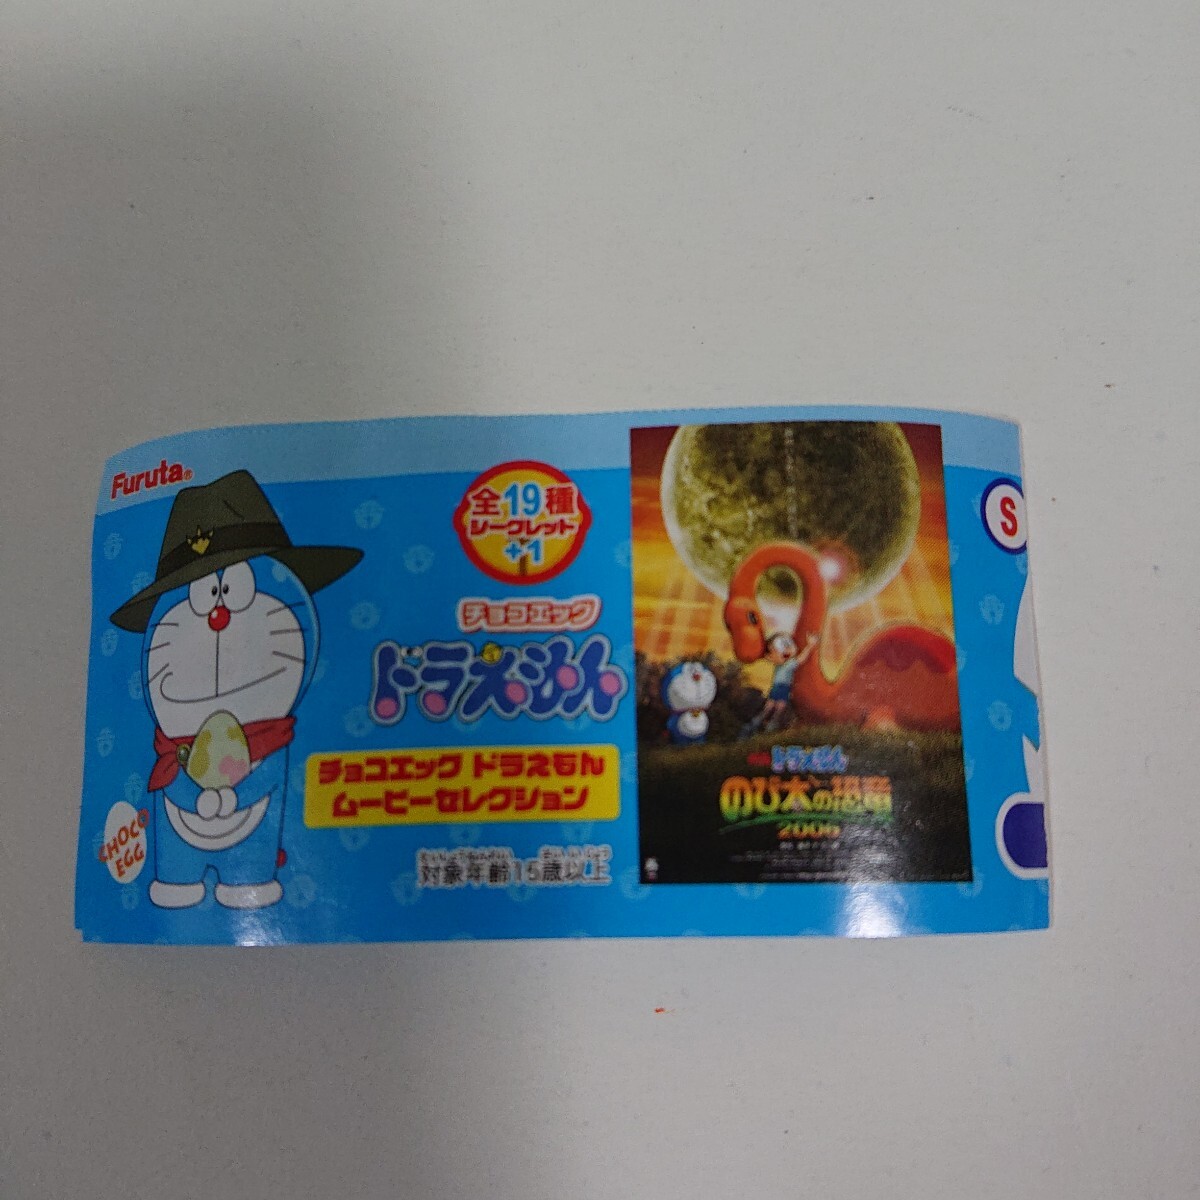 Furuta®
全19種
シークレット
+1
チョコエッグ
ドラえもん
チョコエッグ ドラえもん
ムービーセレクション
対象年齢15歳以上
CHOCO
EGG
ドラえもん
のび太の恐竜
2006
S